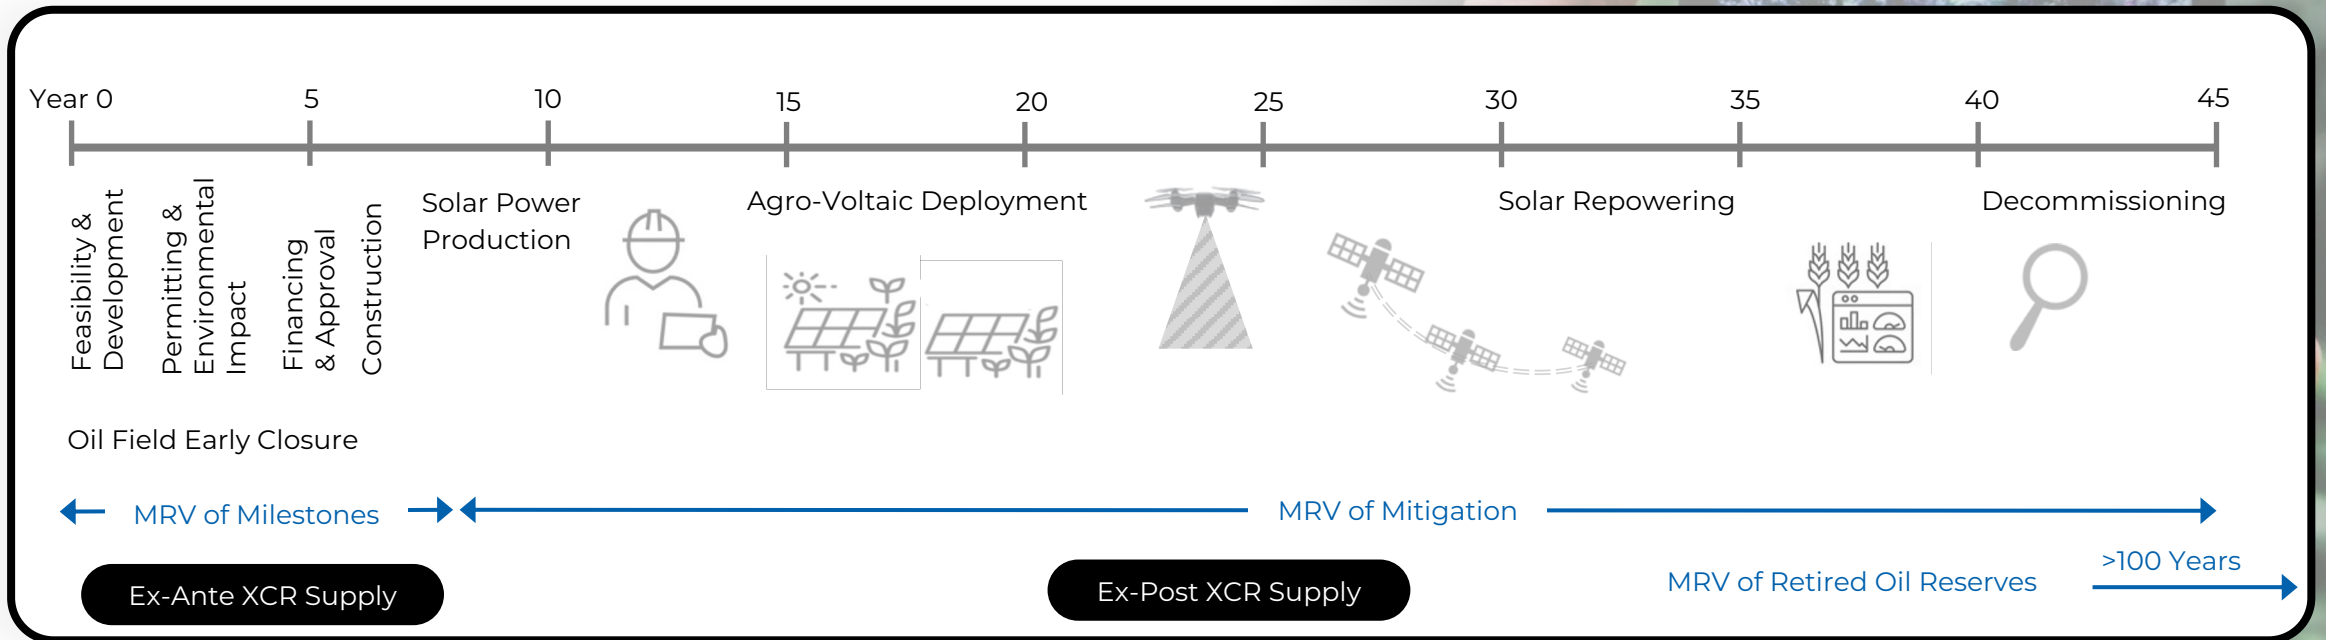 Year 0
5
10
15
20
25
30
35
40
45
Feasibility &
Development
Permitting &
Environmental
Impact
Financing
& Approval
Construction
Solar Power
Production
Agro-Voltaic Deployment
Solar Repowering
Decommissioning
Oil Field Early Closure
MRV of Milestones
MRV of Mitigation
Ex-Ante XCR Supply
Ex-Post XCR Supply
MRV of Retired Oil Reserves
>100 Years